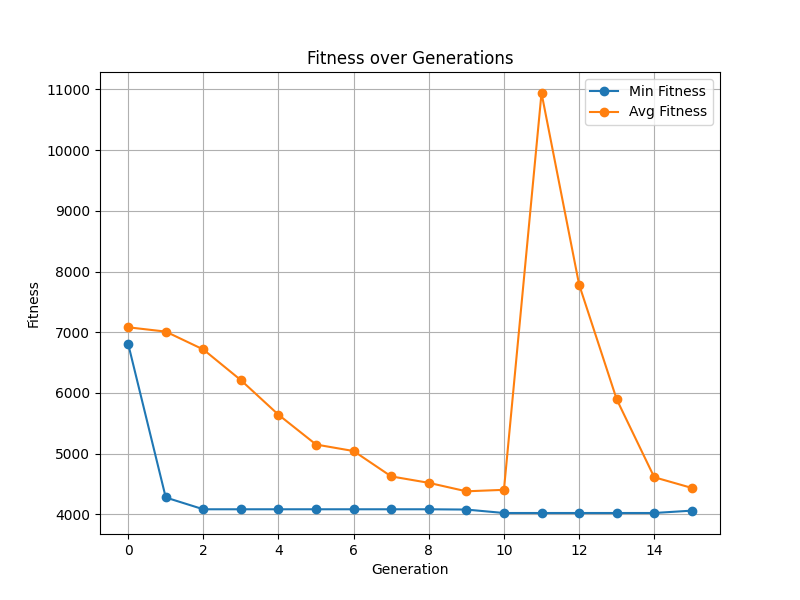 Fitness over Generations
Min Fitness
Avg Fitness
Fitness
11000
10000
9000
8000
7000
6000
5000
4000
0 2 4 6 8 10 12 14
Generation